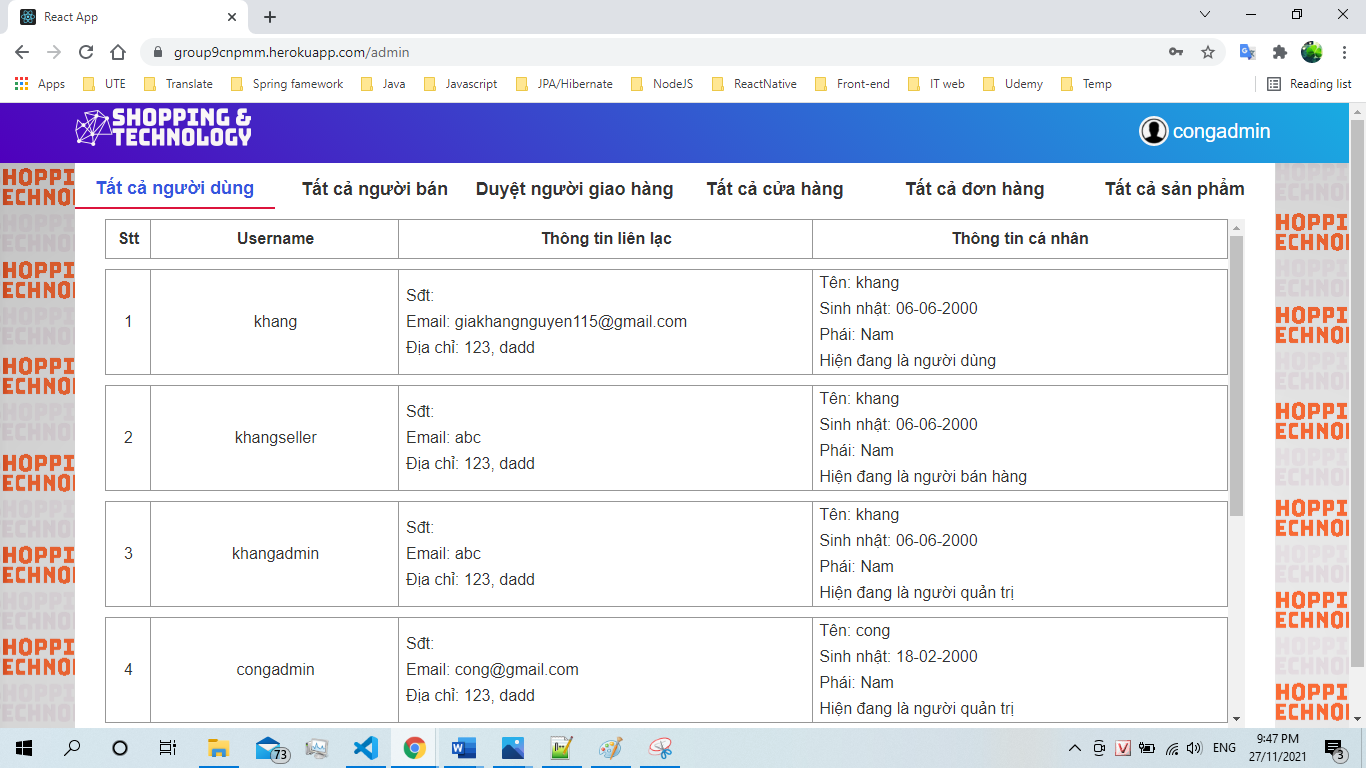 React App
group9cnpmm.herokuapp.com/admin
Apps UTE Translate Spring famework Java Javascript JPA/Hibernate NodeJS ReactNative Front-end IT web Udemy Temp Reading list
SHOPPING &
TECHNOLOGY
congadmin
Tất cả người dùng Tất cả người bán Duyệt người giao hàng Tất cả cửa hàng Tất cả đơn hàng Tất cả sản phẩm
Stt Username Thông tin liên lạc Thông tin cá nhân
1
khang
Sđt:
Email: giakhangnguyen115@gmail.com
Địa chỉ: 123, dadd
Tên: khang
Sinh nhật: 06-06-2000
Phái: Nam
Hiện đang là người dùng
2
khangseller
Sđt:
Email: abc
Địa chỉ: 123, dadd
Tên: khang
Sinh nhật: 06-06-2000
Phái: Nam
Hiện đang là người bán hàng
3
khangadmin
Sđt:
Email: abc
Địa chỉ: 123, dadd
Tên: khang
Sinh nhật: 06-06-2000
Phái: Nam
Hiện đang là người quản trị
4
congadmin
Sđt:
Email: cong@gmail.com
Địa chỉ: 123, dadd
Tên: cong
Sinh nhật: 18-02-2000
Phái: Nam
Hiện đang là người quản trị
73
ENG
9:47 PM
27/11/2021
3